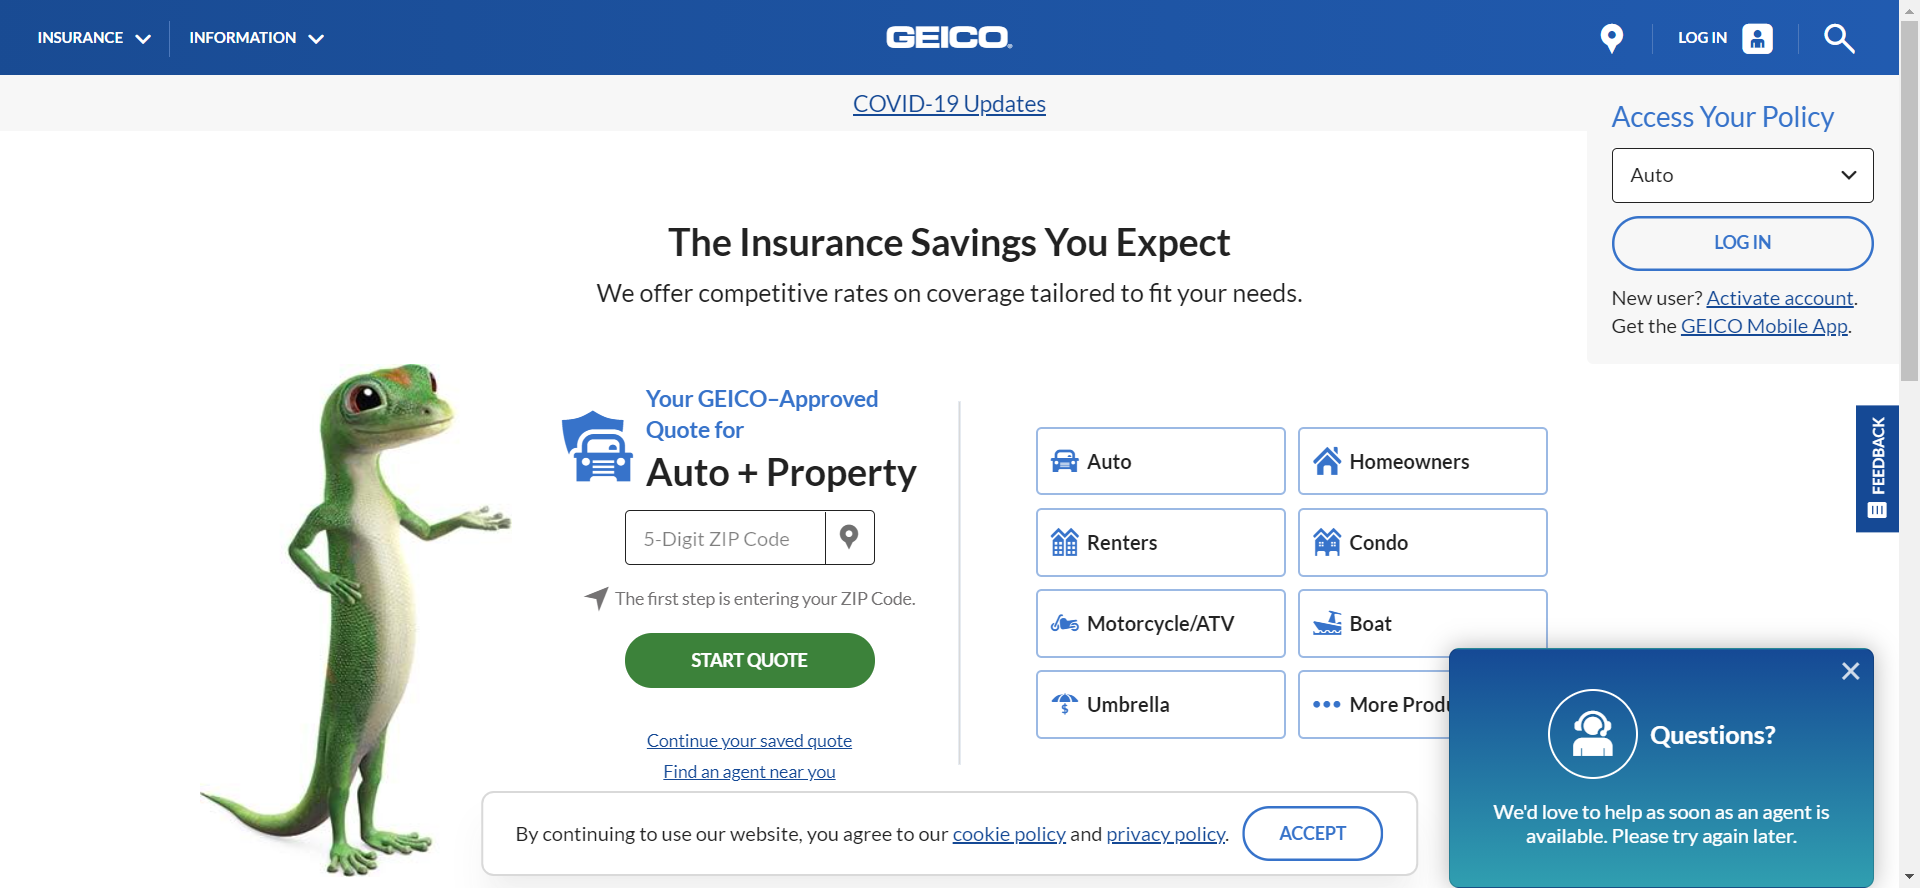 INSURANCE
INFORMATION
GEICO
LOG IN
COVID-19 Updates
Access Your Policy
Auto
LOG IN
New user? Activate account.
Get the GEICO Mobile App.
The Insurance Savings You Expect
We offer competitive rates on coverage tailored to fit your needs.
Your GEICO–Approved
Quote for
Auto + Property
5-Digit ZIP Code
The first step is entering your ZIP Code.
START QUOTE
Continue your saved quote
Find an agent near you
Auto
Homeowners
Renters
Condo
Motorcycle/ATV
Boat
Umbrella
More
FEEDBACK
Questions?
We'd love to help as soon as an agent is
available. Please try again later.
By continuing to use our website, you agree to our cookie policy and privacy policy.
ACCEPT